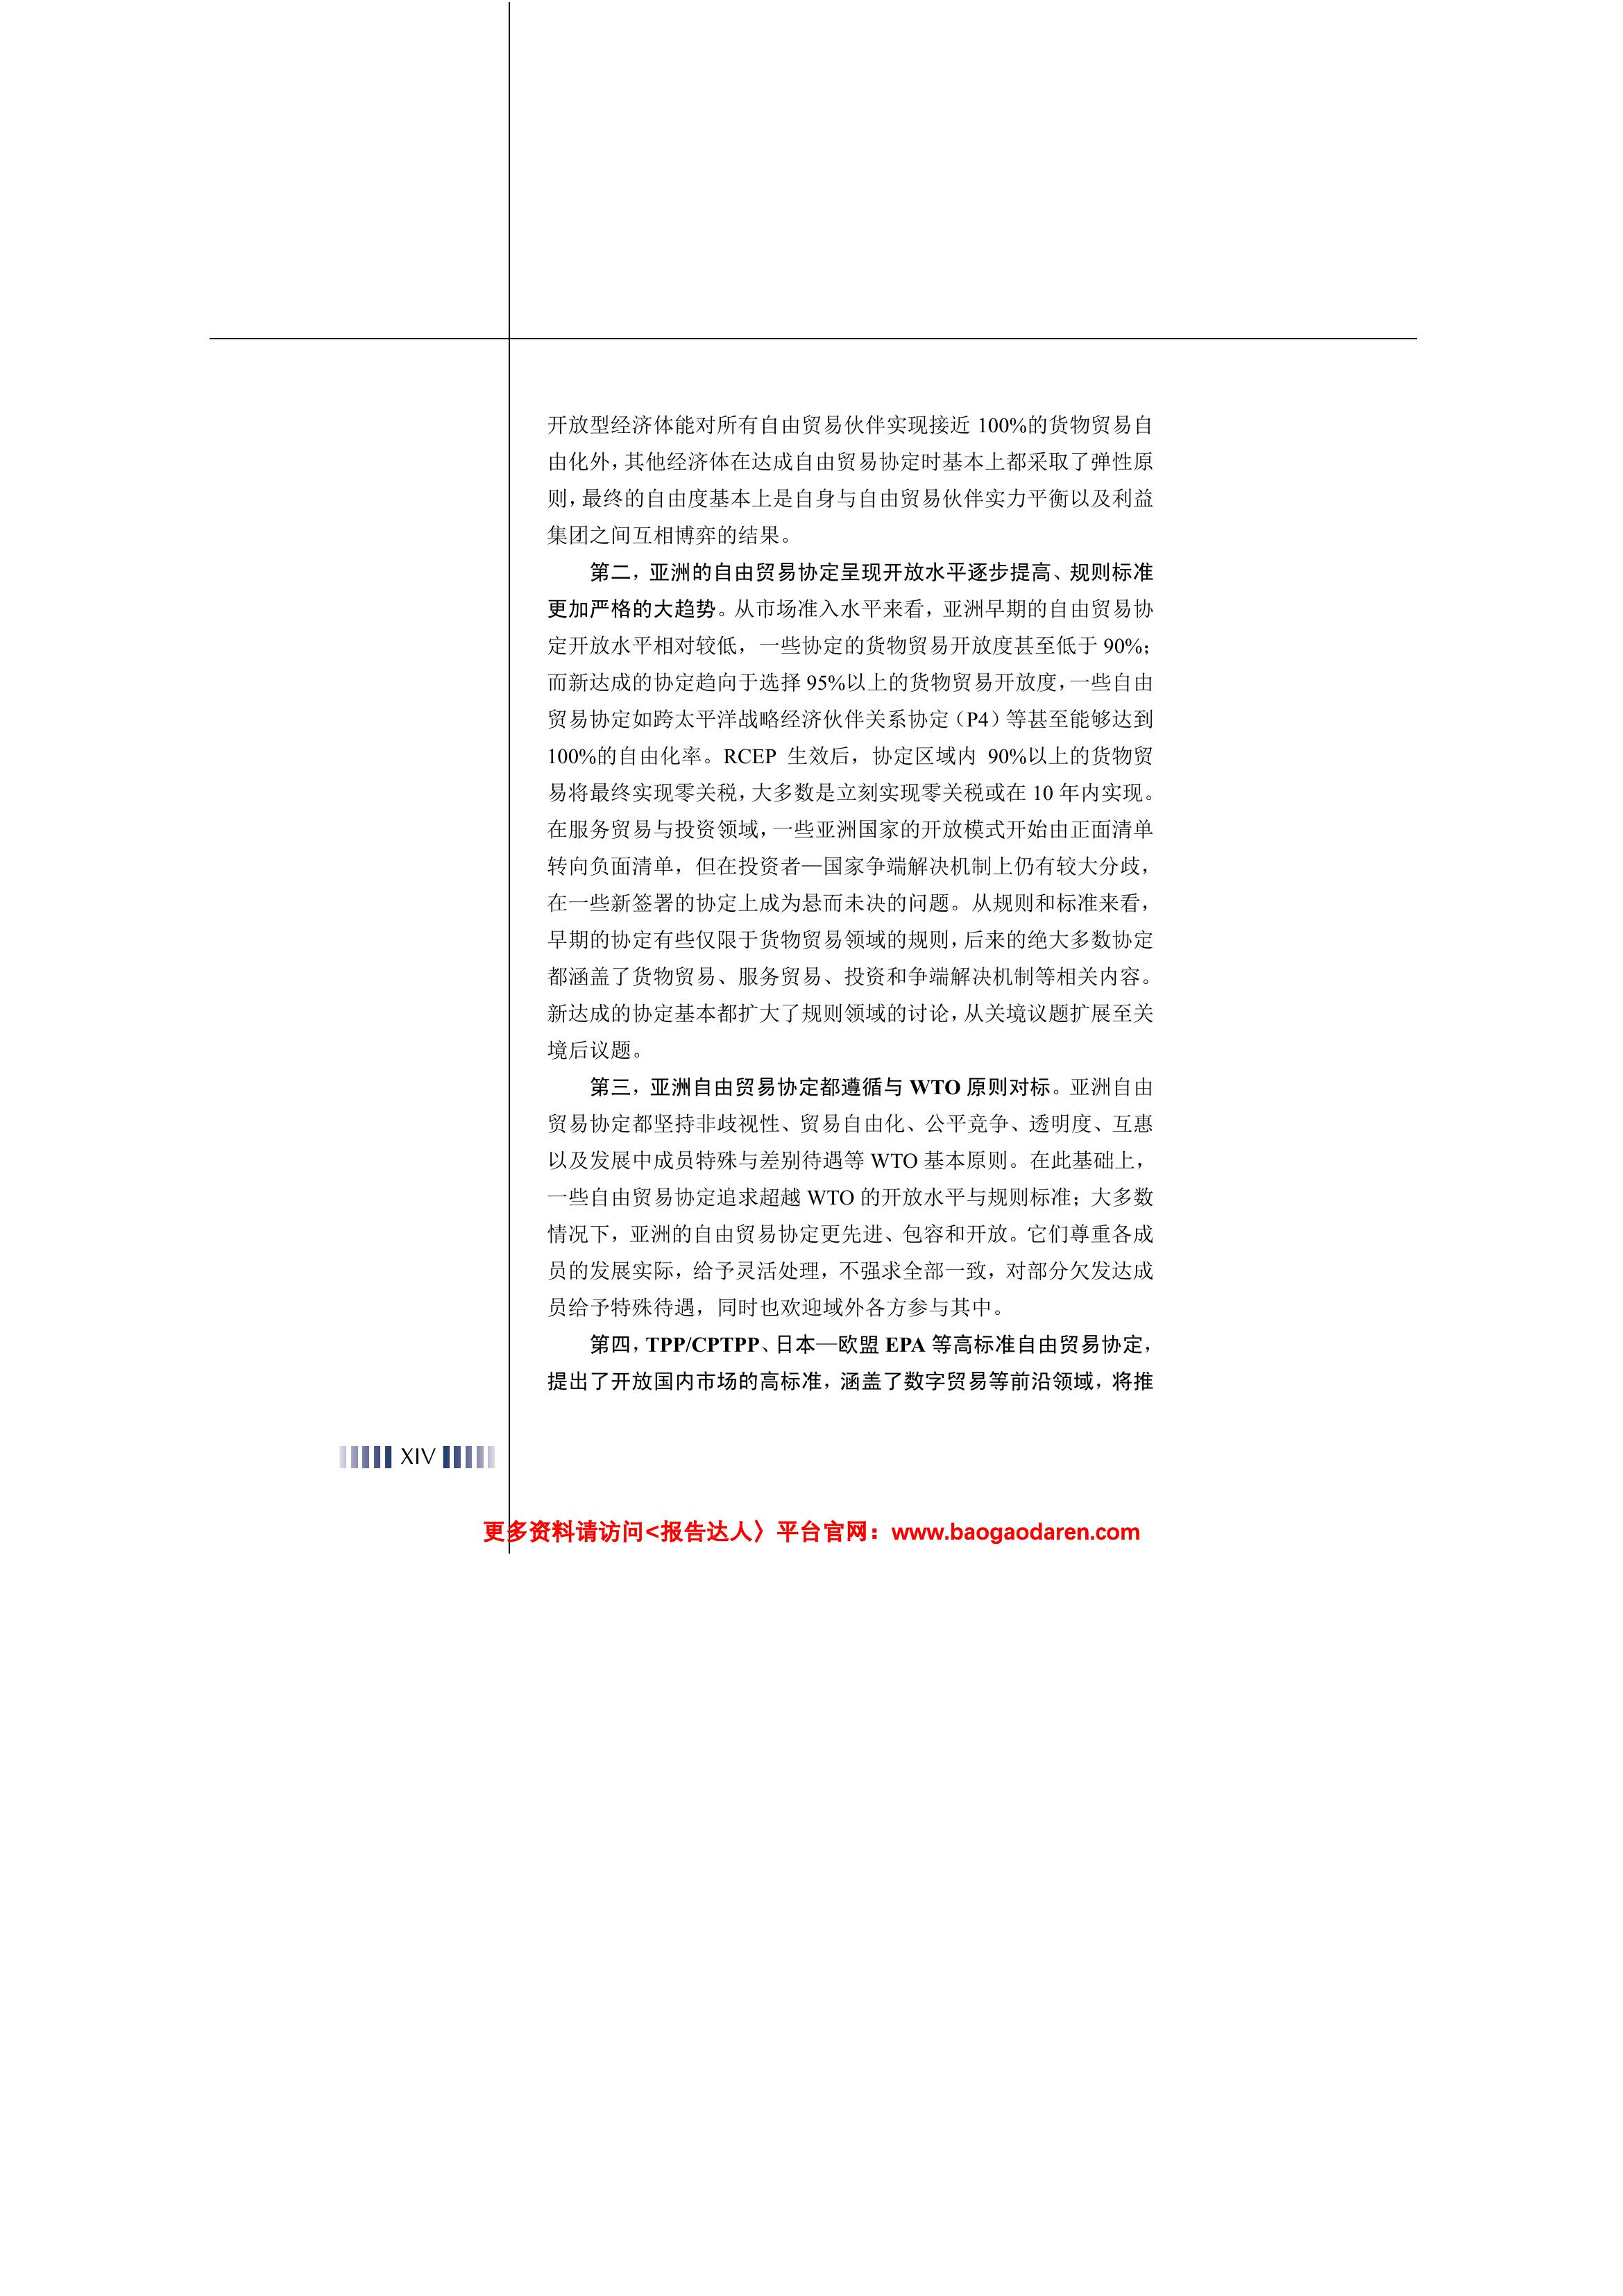 开放型经济体能对所有自由贸易伙伴实现接近 100%的货物贸易自
由化外，其他经济体在达成自由贸易协定时基本上都采取了弹性原
则，最终的自由度基本上是自身与自由贸易伙伴实力平衡以及利益
集团之间互相博弈的结果。
第二，亚洲的自由贸易协定呈现开放水平逐步提高、规则标准
更加严格的大趋势。从市场准入水平来看，亚洲早期的自由贸易协
定开放水平相对较低，一些协定的货物贸易开放度甚至低于 90%；
而新达成的协定趋向于选择 95%以上的货物贸易开放度，一些自由
贸易协定如跨太平洋战略经济伙伴关系协定（P4）等甚至能够达到
100%的自由化率。RCEP 生效后，协定区域内 90%以上的货物贸
易将最终实现零关税，大多数是立刻实现零关税或在 10 年内实现。
在服务贸易与投资领域，一些亚洲国家的开放模式开始由正面清单
转向负面清单，但在投资者—国家争端解决机制上仍有较大分歧，
在一些新签署的协定上成为悬而未决的问题。从规则和标准来看，
早期的协定有些仅限于货物贸易领域的规则，后来的绝大多数协定
都涵盖了货物贸易、服务贸易、投资和争端解决机制等相关内容。
新达成的协定基本都扩大了规则领域的讨论，从关境议题扩展至关
境后议题。
第三，亚洲自由贸易协定都遵循与 WTO 原则对标。亚洲自由
贸易协定都坚持非歧视性、贸易自由化、公平竞争、透明度、互惠
以及发展中成员特殊与差别待遇等 WTO 基本原则。在此基础上，
一些自由贸易协定追求超越 WTO 的开放水平与规则标准；大多数
情况下，亚洲的自由贸易协定更先进、包容和开放。它们尊重各成
员的发展实际，给予灵活处理，不强求全部一致，对部分欠发达成
员给予特殊待遇，同时也欢迎域外各方参与其中。
第四，TPP/CPTPP、日本—欧盟 EPA 等高标准自由贸易协定，
提出了开放国内市场的高标准，涵盖了数字贸易等前沿领域，将推
XIV
更多资料请访问<报告达人〉平台官网：www.baogaodaren.com